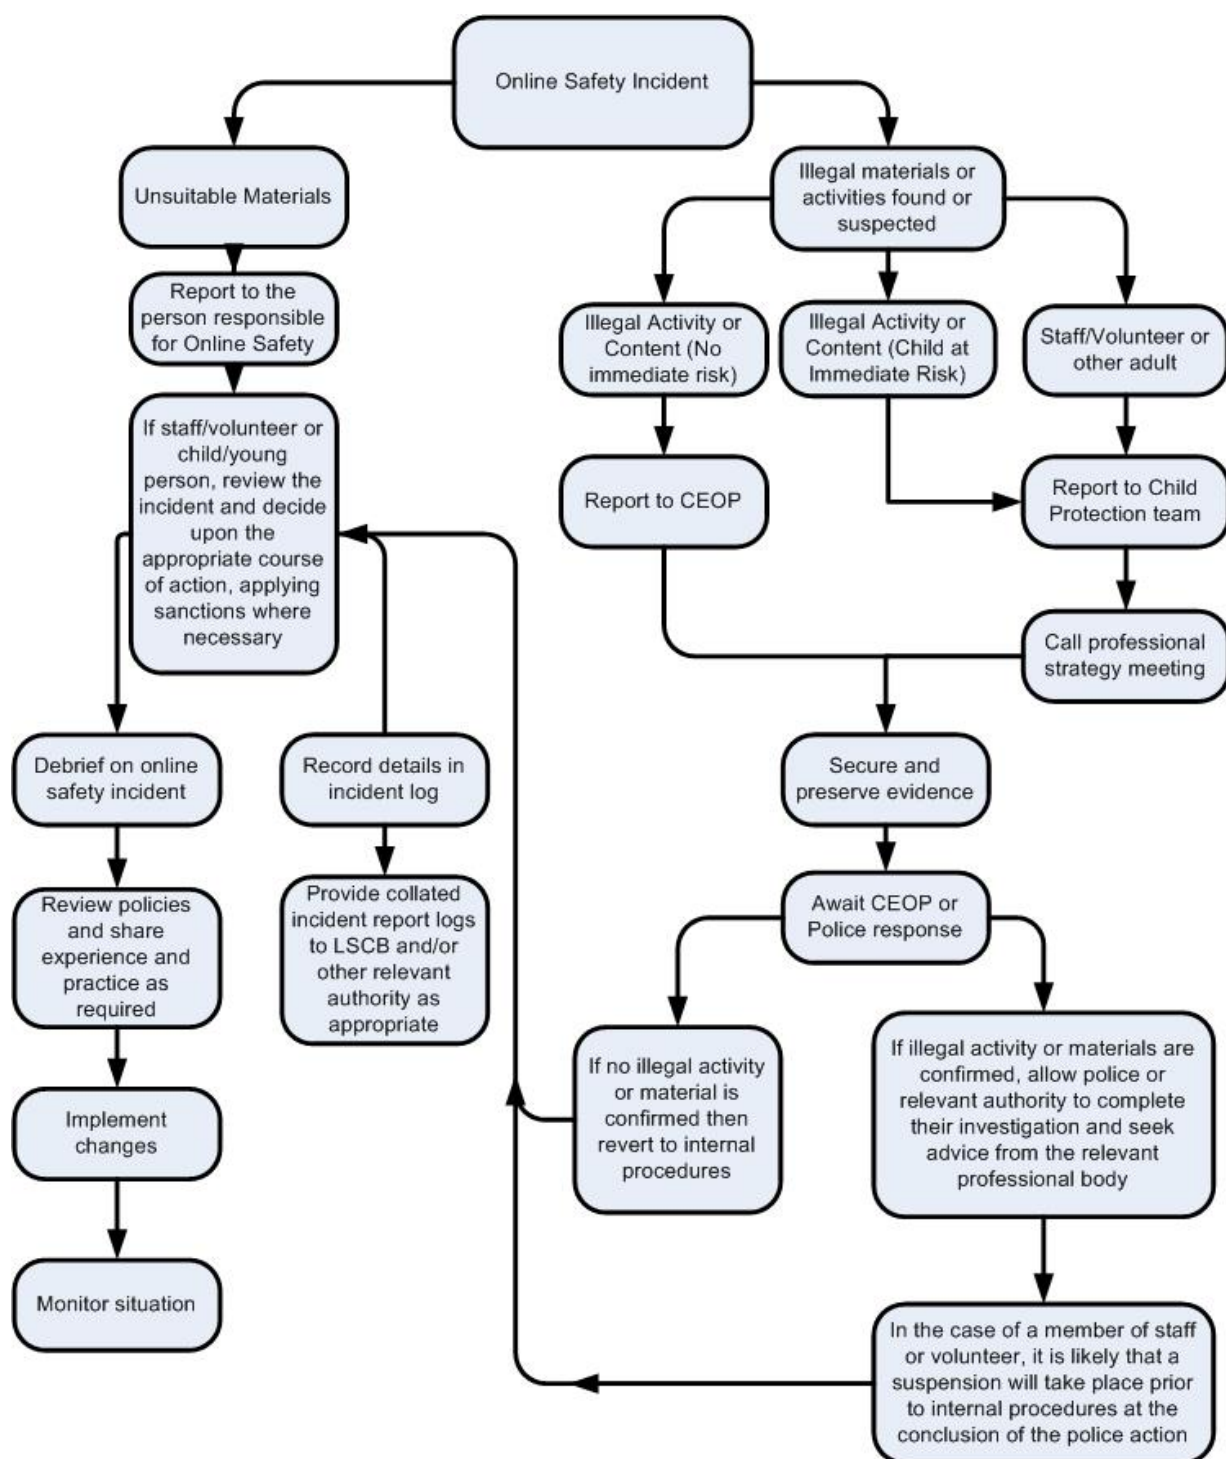 Online Safety Incident
Unsuitable Materials
Report to the
person responsible
for Online Safety
If staff/volunteer or
child/young
person, review the
incident and decide
upon the
appropriate course
of action, applying
sanctions where
necessary
Debrief on online
safety incident
Review policies
and share
experience and
practice as
required
Implement
changes
Monitor situation
Record details in
incident log
Provide collated
incident report logs
to LSCB and/or
other relevant
authority as
appropriate
Illegal materials or
activities found or
suspected
Illegal Activity or
Content (No
immediate risk)
Illegal Activity or
Content (Child at
Immediate Risk)
Staff/Volunteer or
other adult
Report to CEOP
Report to Child
Protection team
Call professional
strategy meeting
Secure and
preserve evidence
Await CEOP or
Police response
If no illegal activity
or material is
confirmed then
revert to internal
procedures
If illegal activity or materials are
confirmed, allow police or
relevant authority to complete
their investigation and seek
advice from the relevant
professional body
In the case of a member of staff
or volunteer, it is likely that a
suspension will take place prior
to internal procedures at the
conclusion of the police action